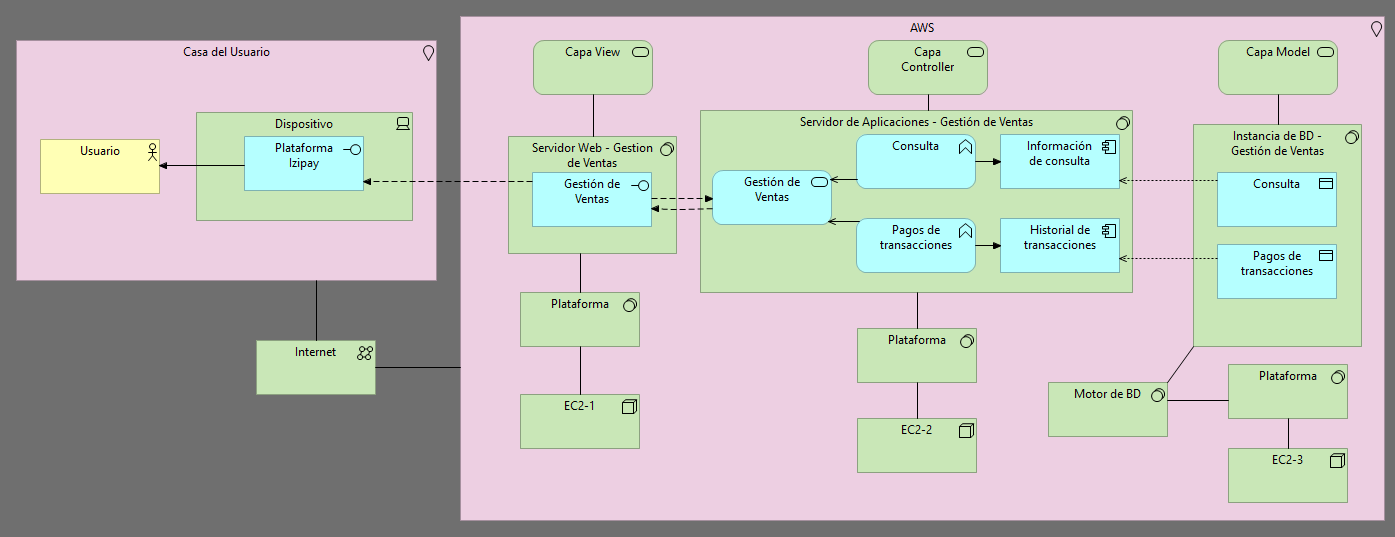 Casa del Usuario
Usuario
Dispositivo
Plataforma
Izipay
Internet
AWS
Capa View
Servidor Web - Gestion
de Ventas
Gestión de
Ventas
Plataforma
EC2-1
Capa
Controller
Servidor de Aplicaciones - Gestión de Ventas
Gestión de
Ventas
Consulta
Información
de consulta
Pagos de
transacciones
Historial de
transacciones
Plataforma
EC2-2
Capa Model
Instancia de BD -
Gestión de Ventas
Consulta
Pagos de
transacciones
Motor de BD
Plataforma
EC2-3